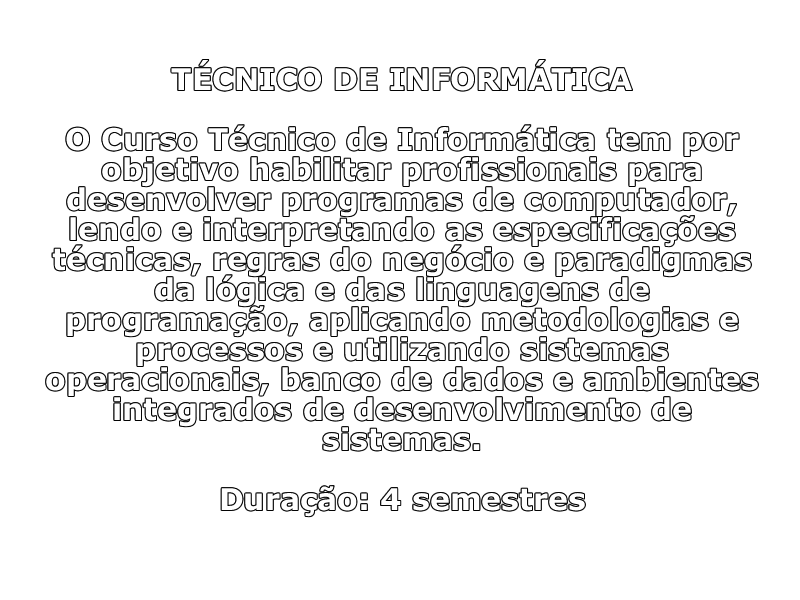 TÉCNICO DE INFORMÁTICA
O Curso Técnico de Informática tem por
objetivo habilitar profissionais para
desenvolver programas de computador,
lendo e interpretando as especificações
técnicas, regras do negócio e paradigmas
da lógica e das linguagens de
programação, aplicando metodologias e
processos e utilizando sistemas
operacionais, banco de dados e ambientes
integrados de desenvolvimento de
sistemas.
Duração: 4 semestres